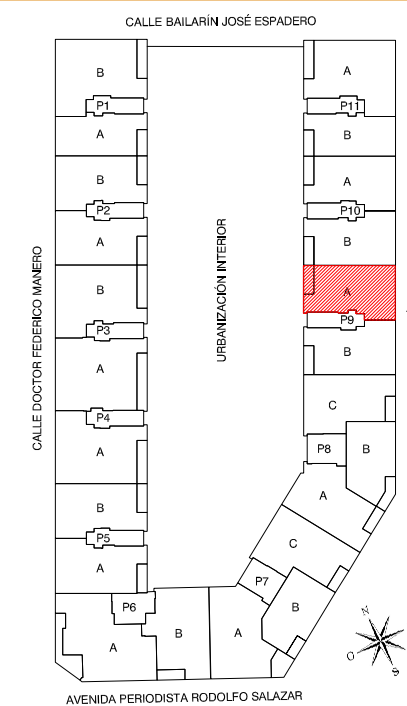 CALLE BAILARÍN JOSÉ ESPADERO
B
A
P1
P11
A
B
B
A
P2
P10
A
B
CALLE DOCTOR FEDERICO MANERO
URBANIZACIÓN INTERIOR
B
A
P3
P9
A
B
C
P4
A
P8
B
B
A
P5
C
A
P7
P6
B
A
B
A
N
O
S
AVENIDA PERIODISTA RODOLFO SALAZAR